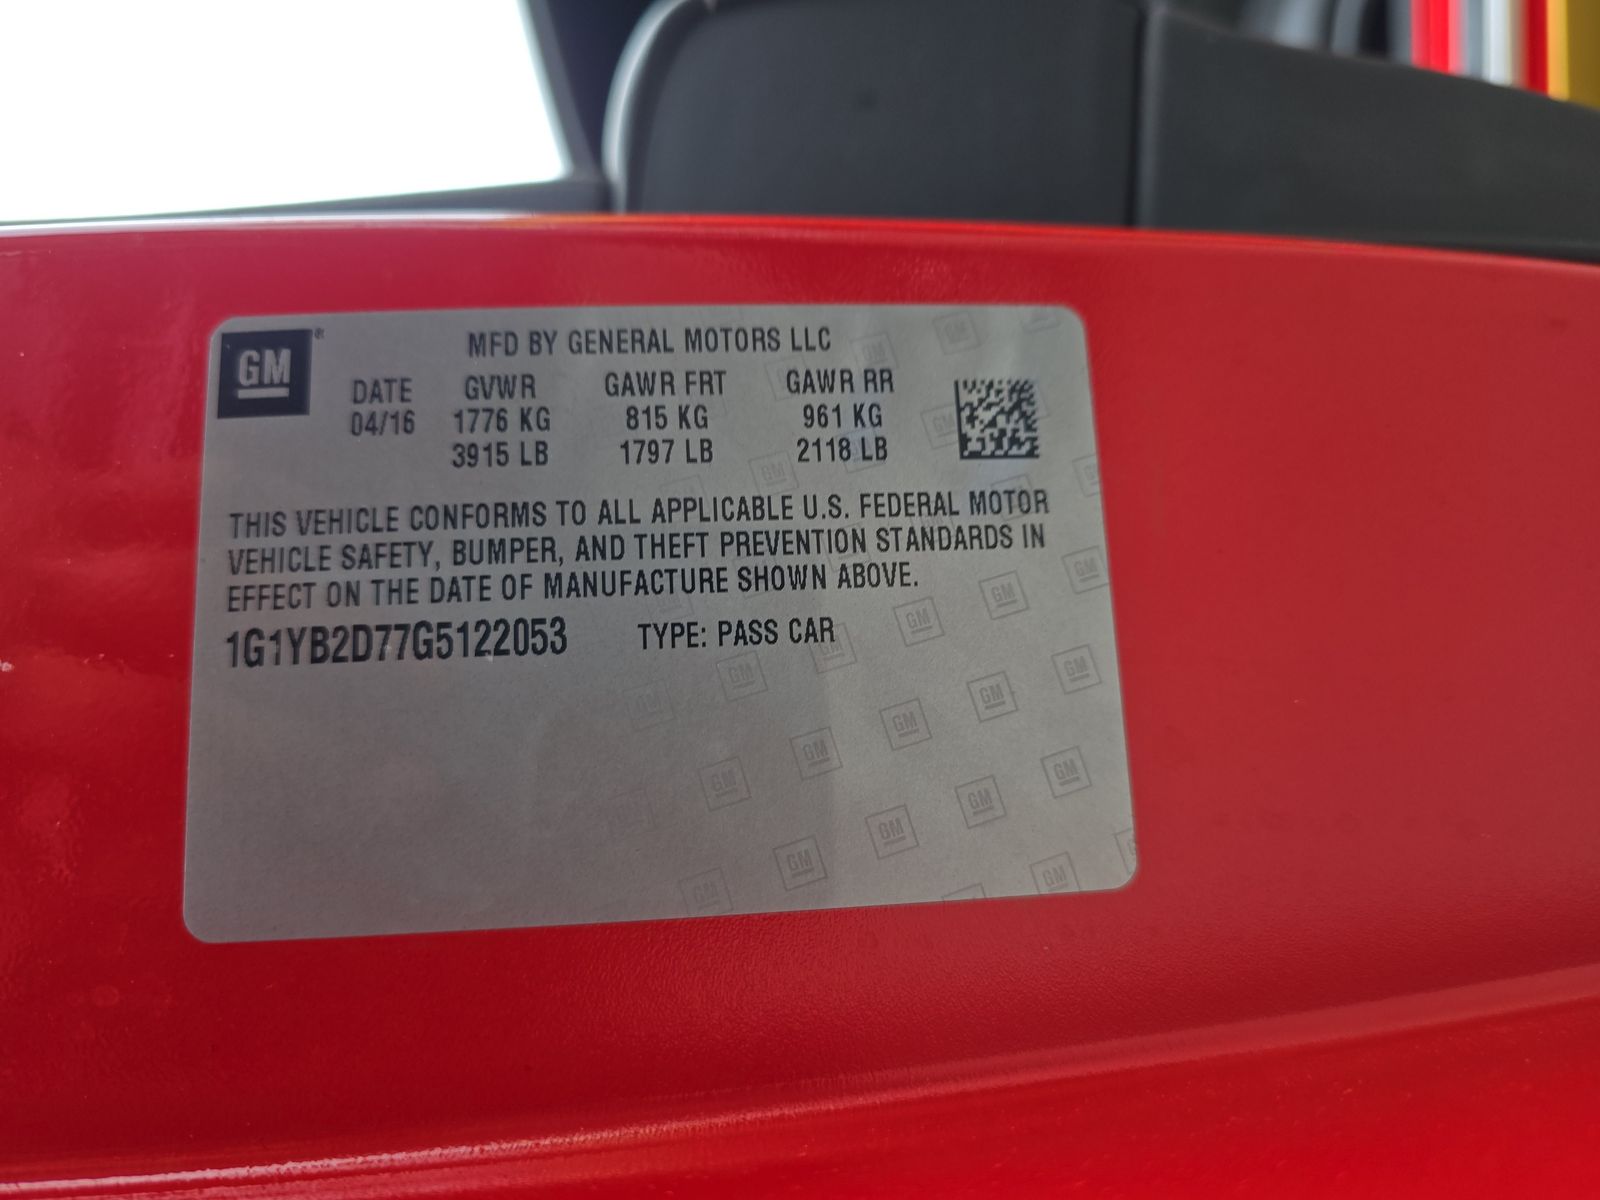 GM®
MFD BY GENERAL MOTORS LLC
DATE GVWR GAWR FRT GAWR RR
04/16 1776 KG 815 KG 961 KG
3915 LB 1797 LB 2118 LB
THIS VEHICLE CONFORMS TO ALL APPLICABLE U.S. FEDERAL MOTOR
VEHICLE SAFETY, BUMPER, AND THEFT PREVENTION STANDARDS IN
EFFECT ON THE DATE OF MANUFACTURE SHOWN ABOVE.
1G1YB2D77G5122053 TYPE: PASS CAR